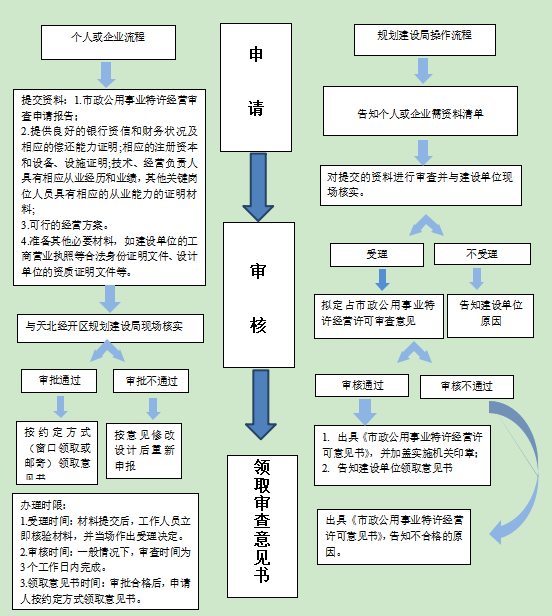 个人或企业流程
提交资料：1.市政公用事业特许经营审
查申请报告；
2.提供良好的银行资信和财务状况及
相应的偿还能力证明;相应的注册资本
和设备、设施证明;技术、经营负责人
具有相应从业经历和业绩，其他关键岗
位人员具有相应的从业能力的证明材
料;
3.可行的经营方案。
4.准备其他必要材料，如建设单位的工
商营业执照等合法身份证明文件、设计
单位的资质证明文件等。
与天北经开区规划建设局现场核实
审批通过
审批不通过
按约定方式
（窗口领取或
邮寄）领取意
见书
按意见修改
设计后重新
申报
办理时限：
1.受理时间：材料提交后，工作人员立
即核验材料，并当场作出受理决定。
2.审核时间：一般情况下，审查时间为
3个工作日内完成。
3.领取意见书时间：审批合格后，申请
人按约定方式领取意见书。
申
请
审
核
领取审查意见书
规划建设局操作流程
告知个人或企业需资料清单
对提交的资料进行审查并与建设单位现
场核实。
受理
不受理
拟定占市政公用事业特
许经营许可审查意见
告知建设单位
原因
审核通过
审核不通过
1. 出具《市政公用事业特许经营许
可意见书》，并加盖实施机关印章；
2. 告知建设单位领取意见书
出具《市政公用事业特许经营
许可意见书》，告知不合格的原
因。